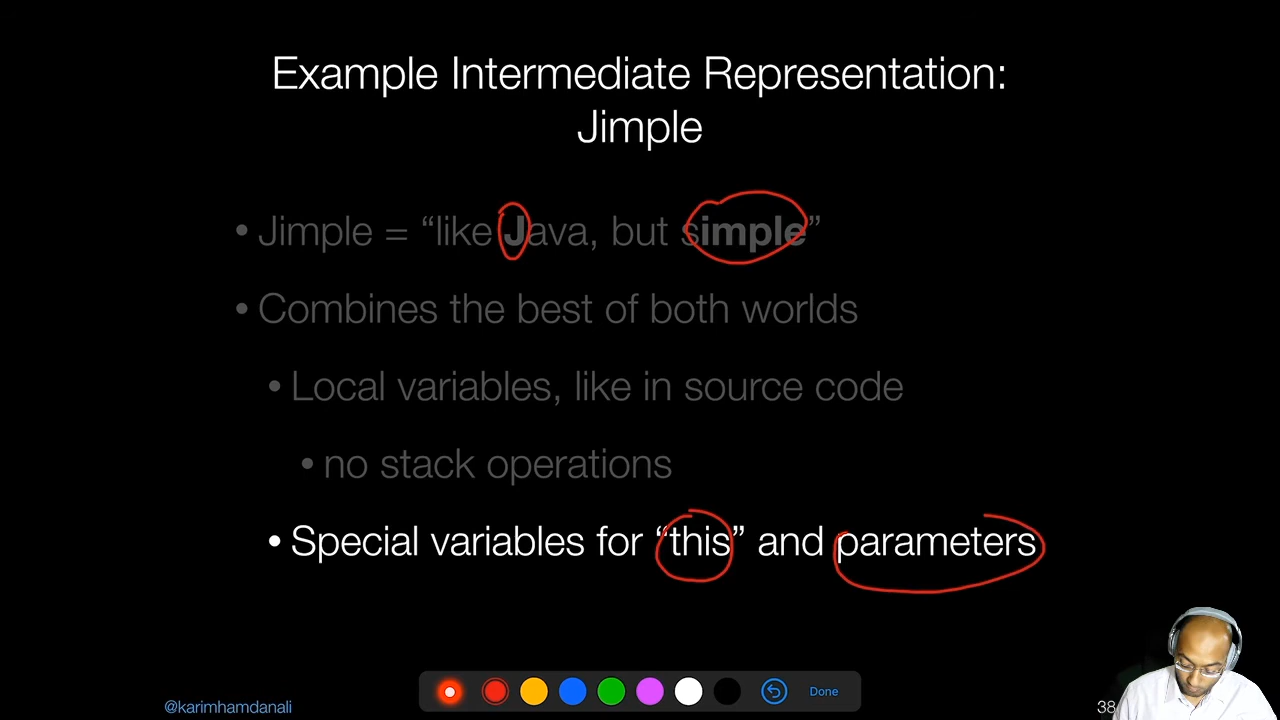 Example Intermediate Representation:
Jimple
• Jimple = “like Java, but simple”
• Combines the best of both worlds
• Local variables, like in source code
• no stack operations
• Special variables for “this” and parameters
Done
@karimhamdanali
38